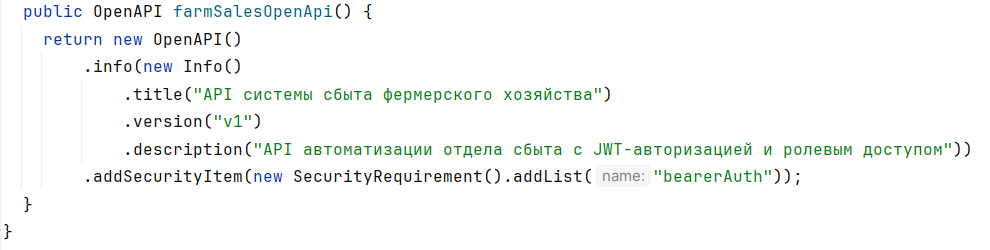 public OpenAPI farmSalesOpenApi() {
return new OpenAPI()
.info(new Info()
.title("API системы сбыта фермерского хозяйства")
.version("v1")
.description("API автоматизации отдела сбыта с JWT-авторизацией и ролевым доступом"))
.addSecurityItem(new SecurityRequirement().addList( name: "bearerAuth"));
}
}